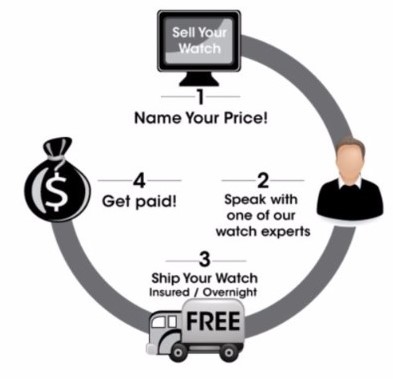 Sell Your
Watch
1
Name Your Price!
2
Speak with
one of our
watch experts
3
Ship Your Watch
Insured / Overnight
FREE
4
Get paid!
$